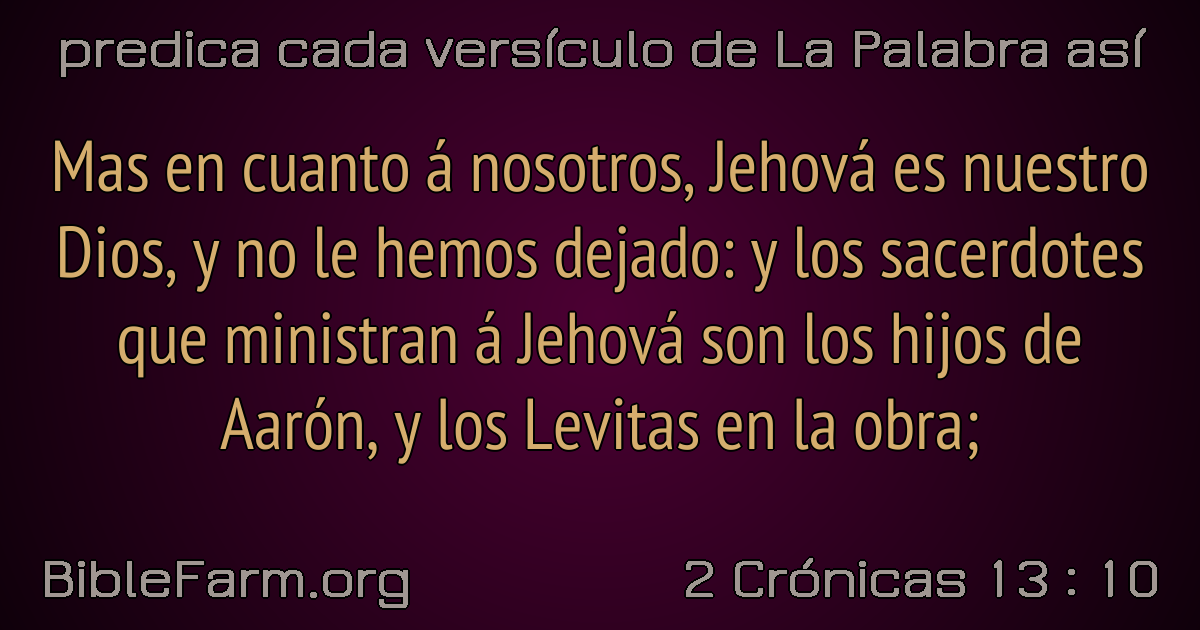 predica cada versículo de La Palabra así
Mas en cuanto á nosotros, Jehová es nuestro
Dios, y no le hemos dejado: y los sacerdotes
que ministran á Jehová son los hijos de
Aarón, y los Levitas en la obra;
BibleFarm.org
2 Crónicas 13 : 10